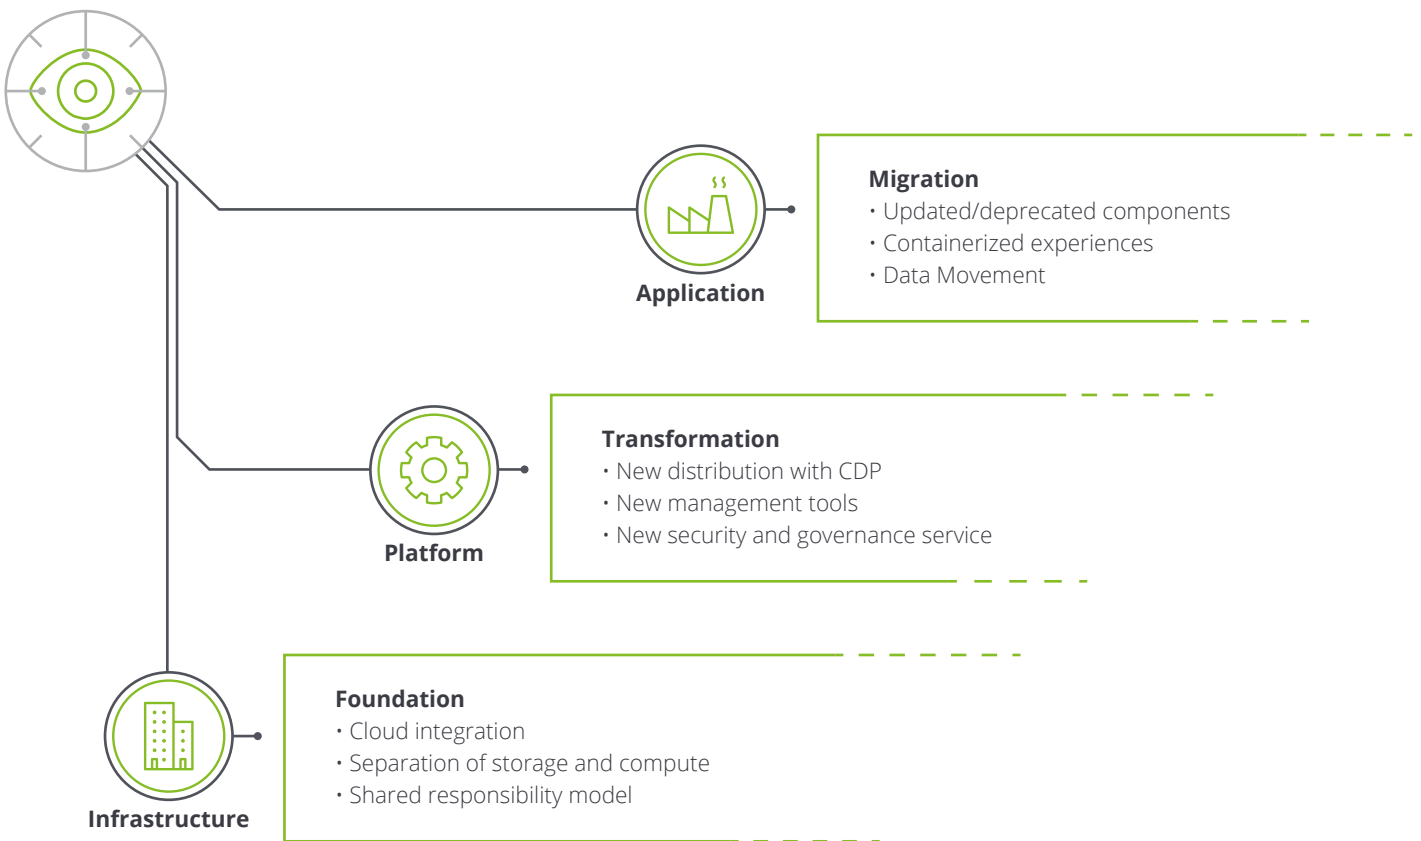 Migration
• Updated/deprecated components
• Containerized experiences
• Data Movement
Application
Transformation
• New distribution with CDP
• New management tools
• New security and governance service
Platform
Foundation
• Cloud integration
• Separation of storage and compute
• Shared responsibility model
Infrastructure